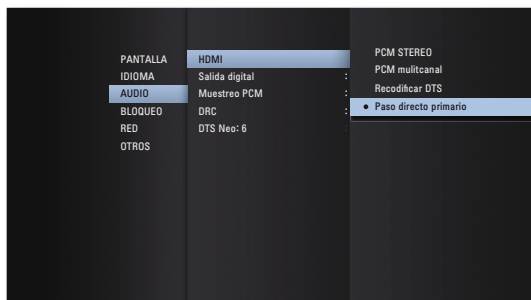 PANTALLA
IDIOMA
AUDIO
BLOQUEO
RED
OTROS
HDMI
Salida digital :
Muestreo PCM :
DRC :
DTS Neo: 6 :
PCM STEREO
PCM mulitcanal
Recodificar DTS
● Paso directo primario